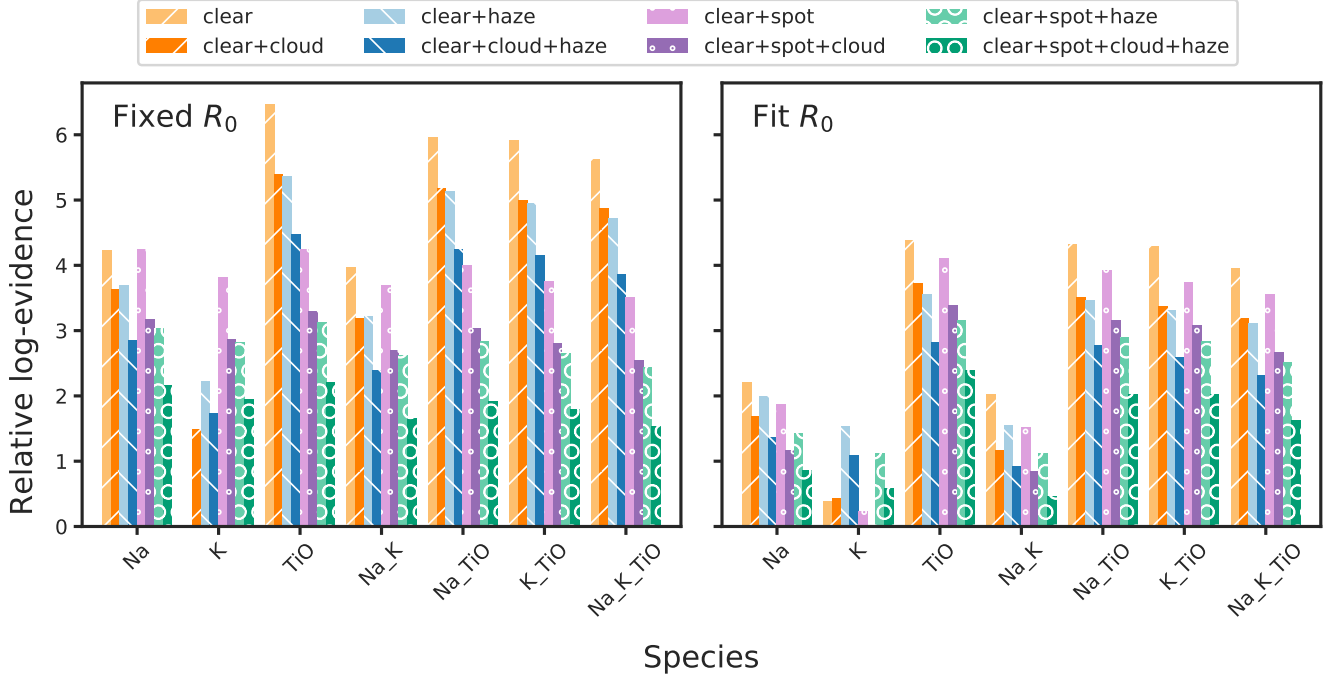 clear
clear+haze
clear+spot
clear+spot+haze
clear+cloud
clear+cloud+haze
clear+spot+cloud
clear+spot+cloud+haze
Fixed R₀
Fit R₀
Relative log-evidence
6
5
4
3
2
1
0
Na
K
TiO
Na_K
Na_TiO
K_TiO
Na_K_TiO
Na
K
TiO
Na_K
Na_TiO
K_TiO
Na_K_TiO
Species